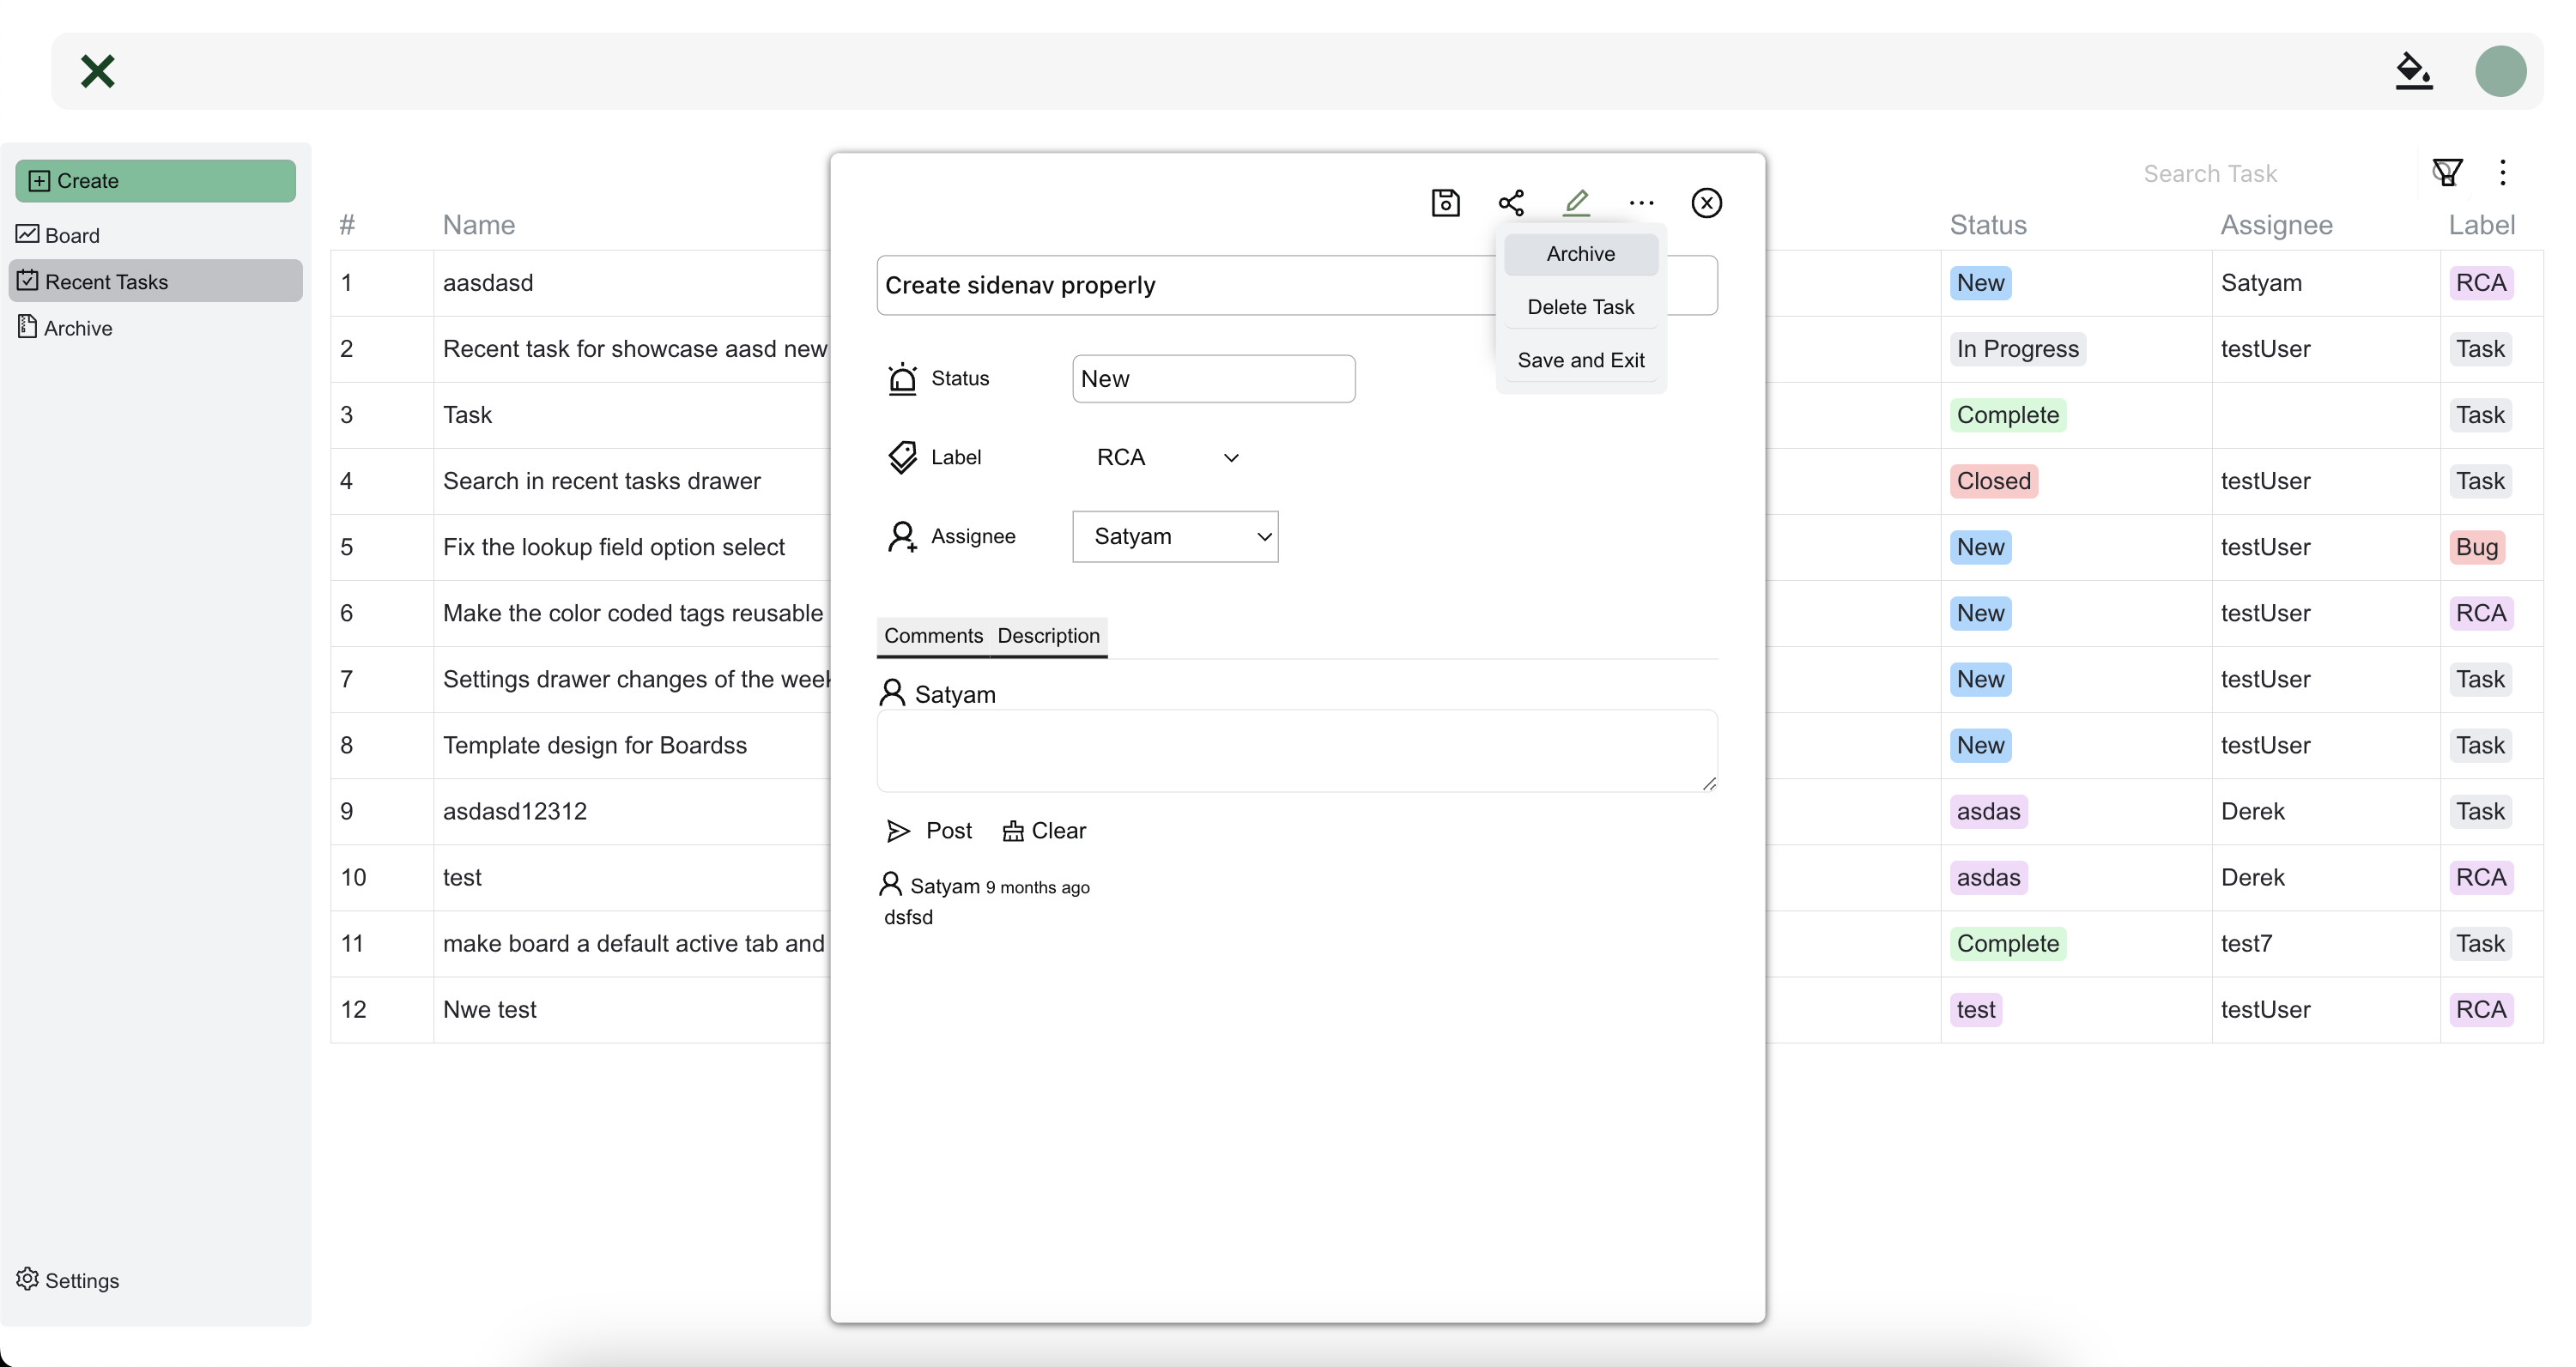 Create
Board
Recent Tasks
Archive
Settings
Search Task
# Name Status Assignee Label
1 aasdasd New Satyam RCA
2 Recent task for showcase aasd new In Progress testUser Task
3 Task Complete Task
4 Search in recent tasks drawer Closed testUser Task
5 Fix the lookup field option select New testUser Bug
6 Make the color coded tags reusable New testUser RCA
7 Settings drawer changes of the week New testUser Task
8 Template design for Boardss New testUser Task
9 asdasd12312 asdas Derek Task
10 test asdas Derek RCA
11 make board a default active tab and Complete test7 Task
12 Nwe test test testUser RCA
Archive
Delete Task
Save and Exit
Create sidenav properly
Status New
Label RCA
Assignee Satyam
Comments Description
Satyam
Post Clear
Satyam 9 months ago
dsfsd